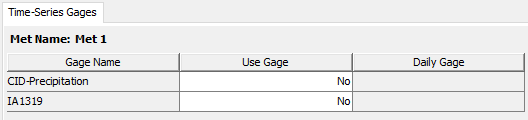 Time-Series Gages
Met Name: Met 1
Gage Name Use Gage Daily Gage
CID-Precipitation No
IA1319 No